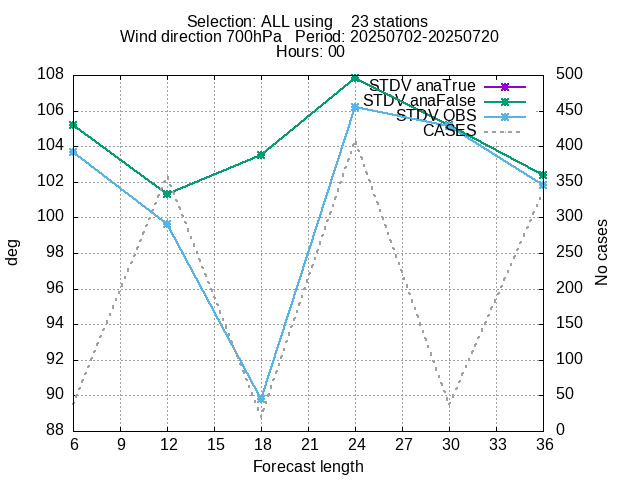 Selection: ALL using    23 stations
Wind direction 700hPa   Period: 20250702-20250720
Hours: 00
108
106
104
102
100
98
96
94
92
90
88
500
450
400
350
300
250
200
150
100
50
0
STDV anaTrue
STDV anaFalse
STDV OBS
CASES
deg
No cases
6 9 12 15 18 21 24 27 30 33 36
Forecast length